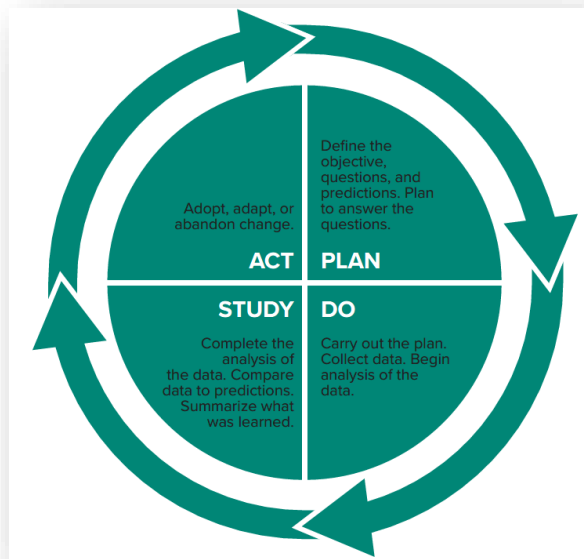 Define the
objective,
questions, and
predictions. Plan
to answer the
questions.
PLAN
DO
Carry out the plan.
Collect data. Begin
analysis of the
data.
STUDY
Complete the
analysis of
the data. Compare
data to predictions.
Summarize what
was learned.
Adopt, adapt, or
abandon change.
ACT